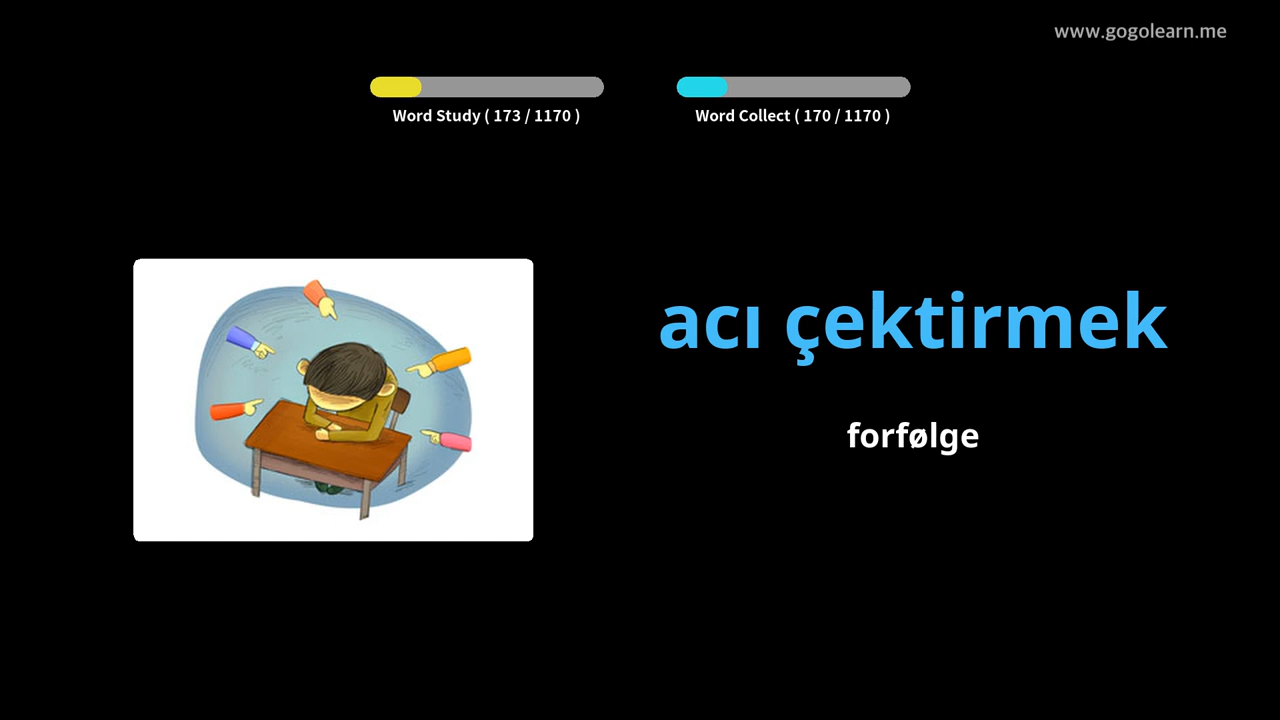 www.gogolearn.me
Word Study ( 173 / 1170 )
Word Collect ( 170 / 1170 )
acı çektirmek
forfølge